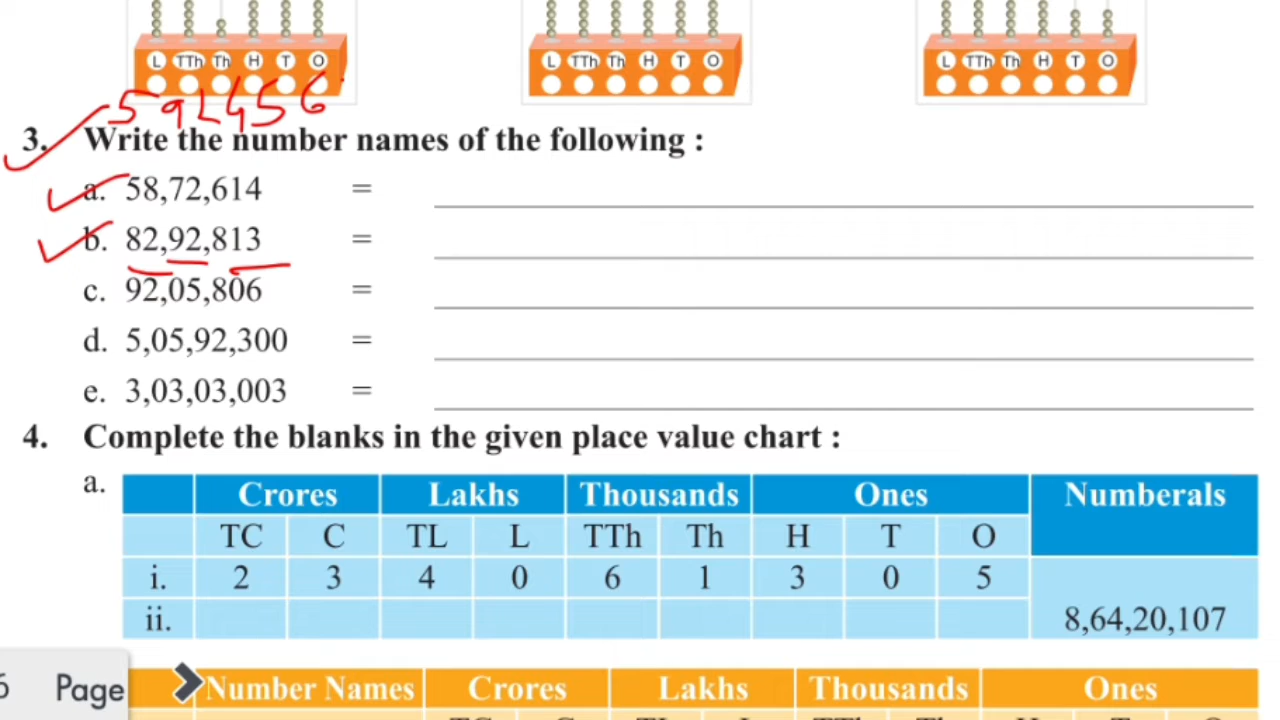 L TTh Th H T O L TTh Th H T O L TTh Th H T O
592456
3. Write the number names of the following :
a. 58,72,614 =
b. 82,92,813 =
c. 92,05,806 =
d. 5,05,92,300 =
e. 3,03,03,003 =
4. Complete the blanks in the given place value chart :
a. Crores Lakhs Thousands Ones Numberals
TC C TL L TTh Th H T O
i. 2 3 4 0 6 1 3 0 5
ii. 8,64,20,107
6 Page Number Names Crores Lakhs Thousands Ones